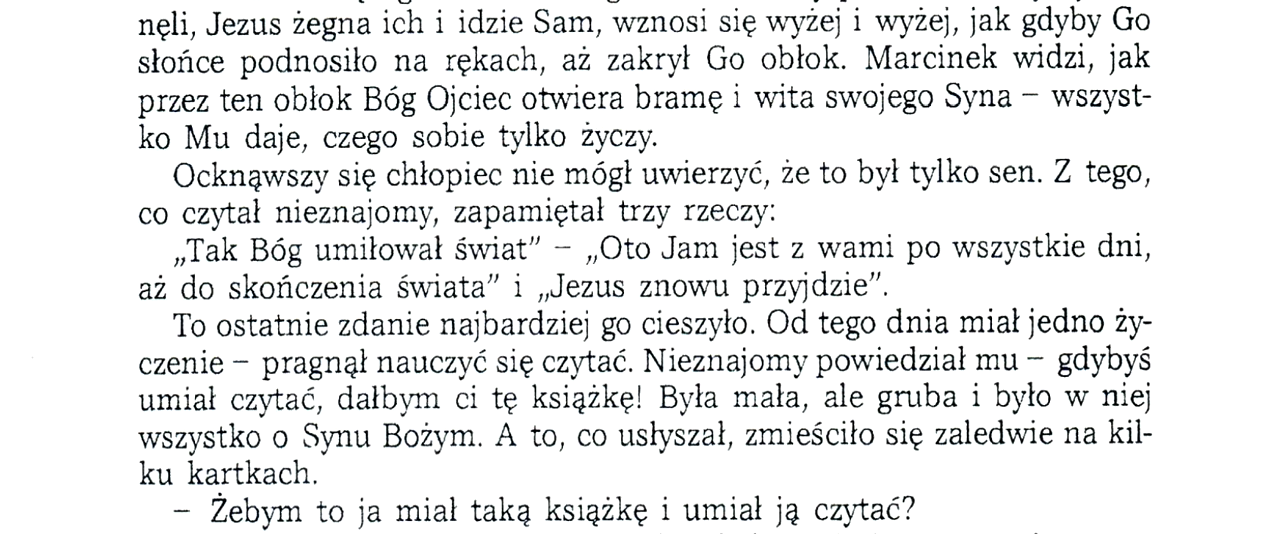 nęli, Jezus żegna ich i idzie Sam, wznosi się wyżej i wyżej, jak gdyby Go
słońce podnosiło na rękach, aż zakrył Go obłok. Marcinek widzi, jak
przez ten obłok Bóg Ojciec otwiera bramę i wita swojego Syna – wszyst-
ko Mu daje, czego sobie tylko życzy.
Ocknąwszy się chłopiec nie mógł uwierzyć, że to był tylko sen. Z tego,
co czytał nieznajomy, zapamiętał trzy rzeczy:
„Tak Bóg umiłował świat" – „Oto Jam jest z wami po wszystkie dni,
aż do skończenia świata" i „Jezus znowu przyjdzie".
To ostatnie zdanie najbardziej go cieszyło. Od tego dnia miał jedno ży-
czenie – pragnął nauczyć się czytać. Nieznajomy powiedział mu – gdybyś
umiał czytać, dałbym ci tę książkę! Była mała, ale gruba i było w niej
wszystko o Synu Bożym. A to, co usłyszał, zmieściło się zaledwie na kil-
ku kartkach.
– Żebym to ja miał taką książkę i umiał ją czytać?